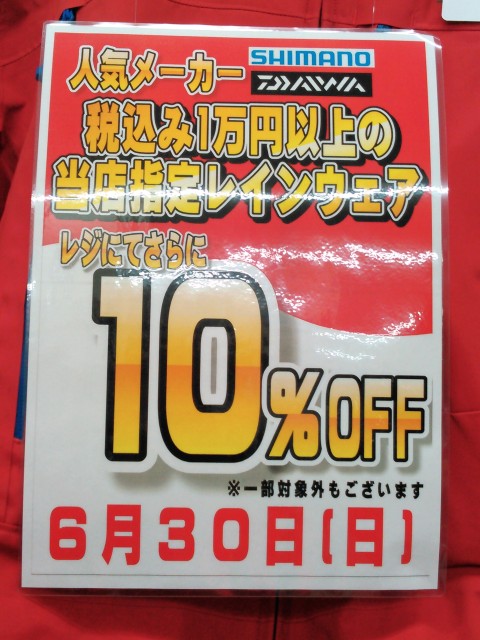 人気メーカー SHIMANO
DAIWA
税込み1万円以上の
当店指定レインウェア
レジにてさらに
10%OFF
※一部対象外もございます
6月30日(日)